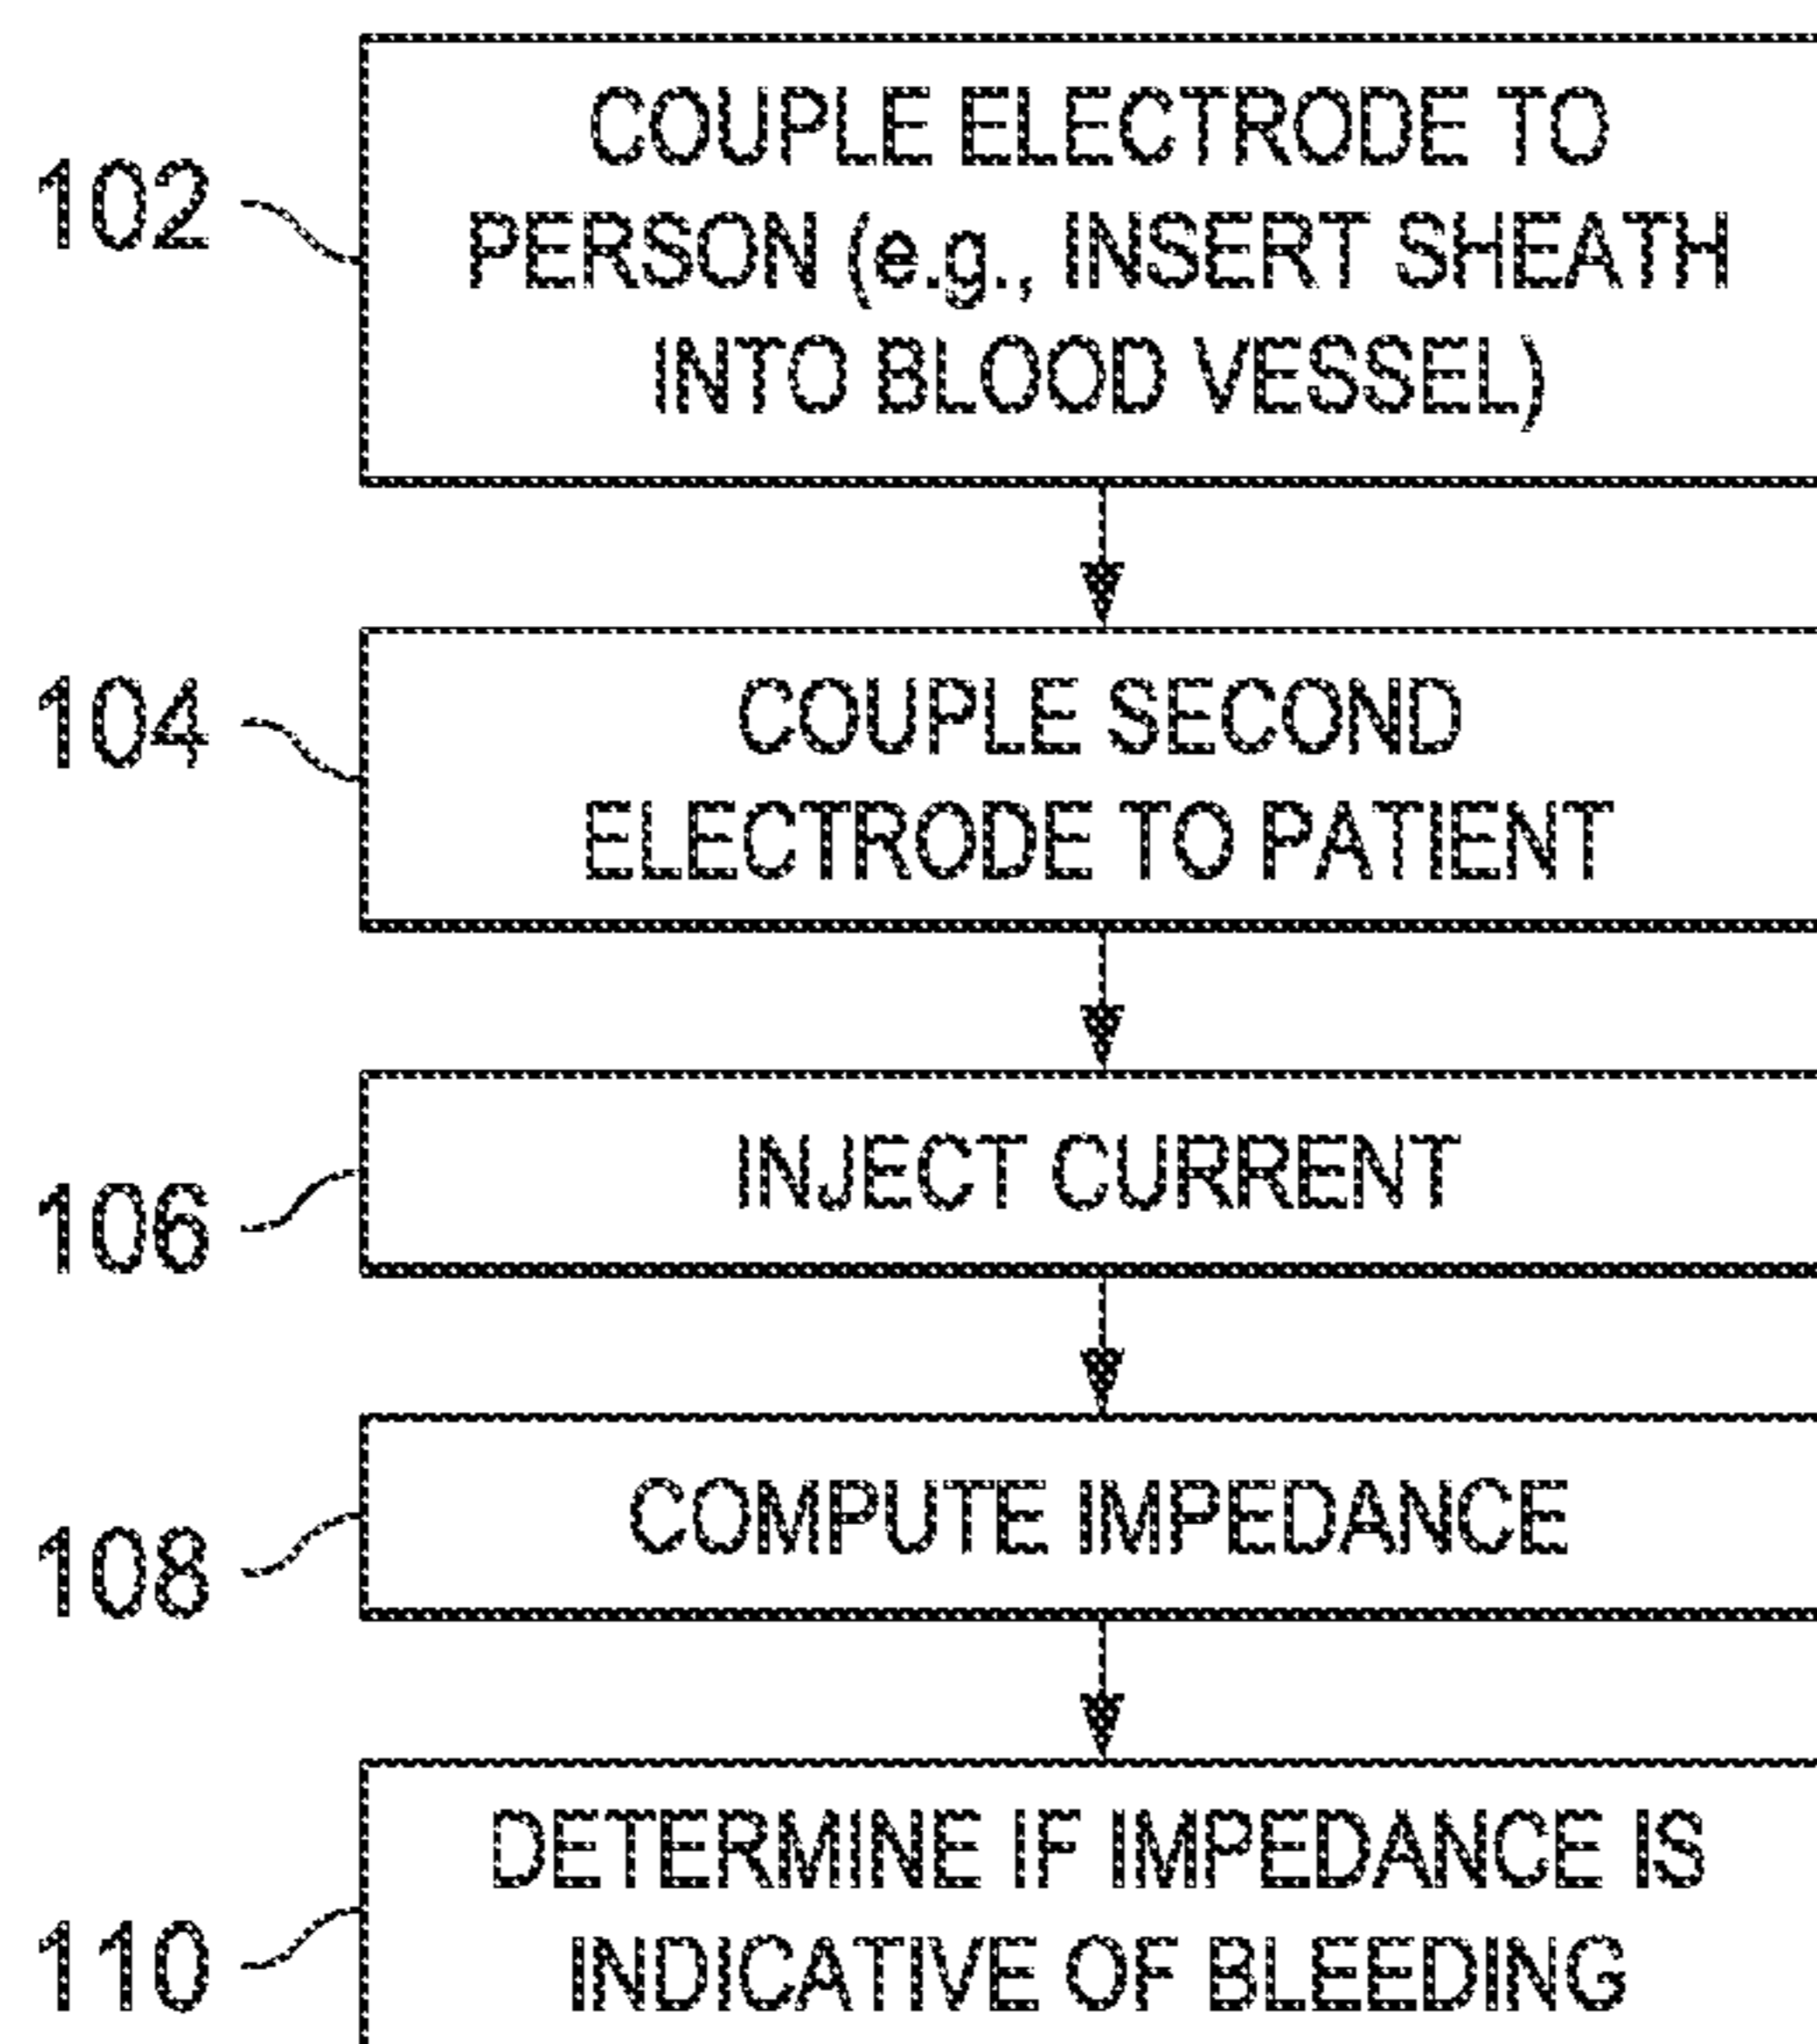 102
COUPLE ELECTRODE TO
PERSON (e.g., INSERT SHEATH
INTO BLOOD VESSEL)
104
COUPLE SECOND
ELECTRODE TO PATIENT
106
INJECT CURRENT
108
COMPUTE IMPEDANCE
110
DETERMINE IF IMPEDANCE IS
INDICATIVE OF BLEEDING